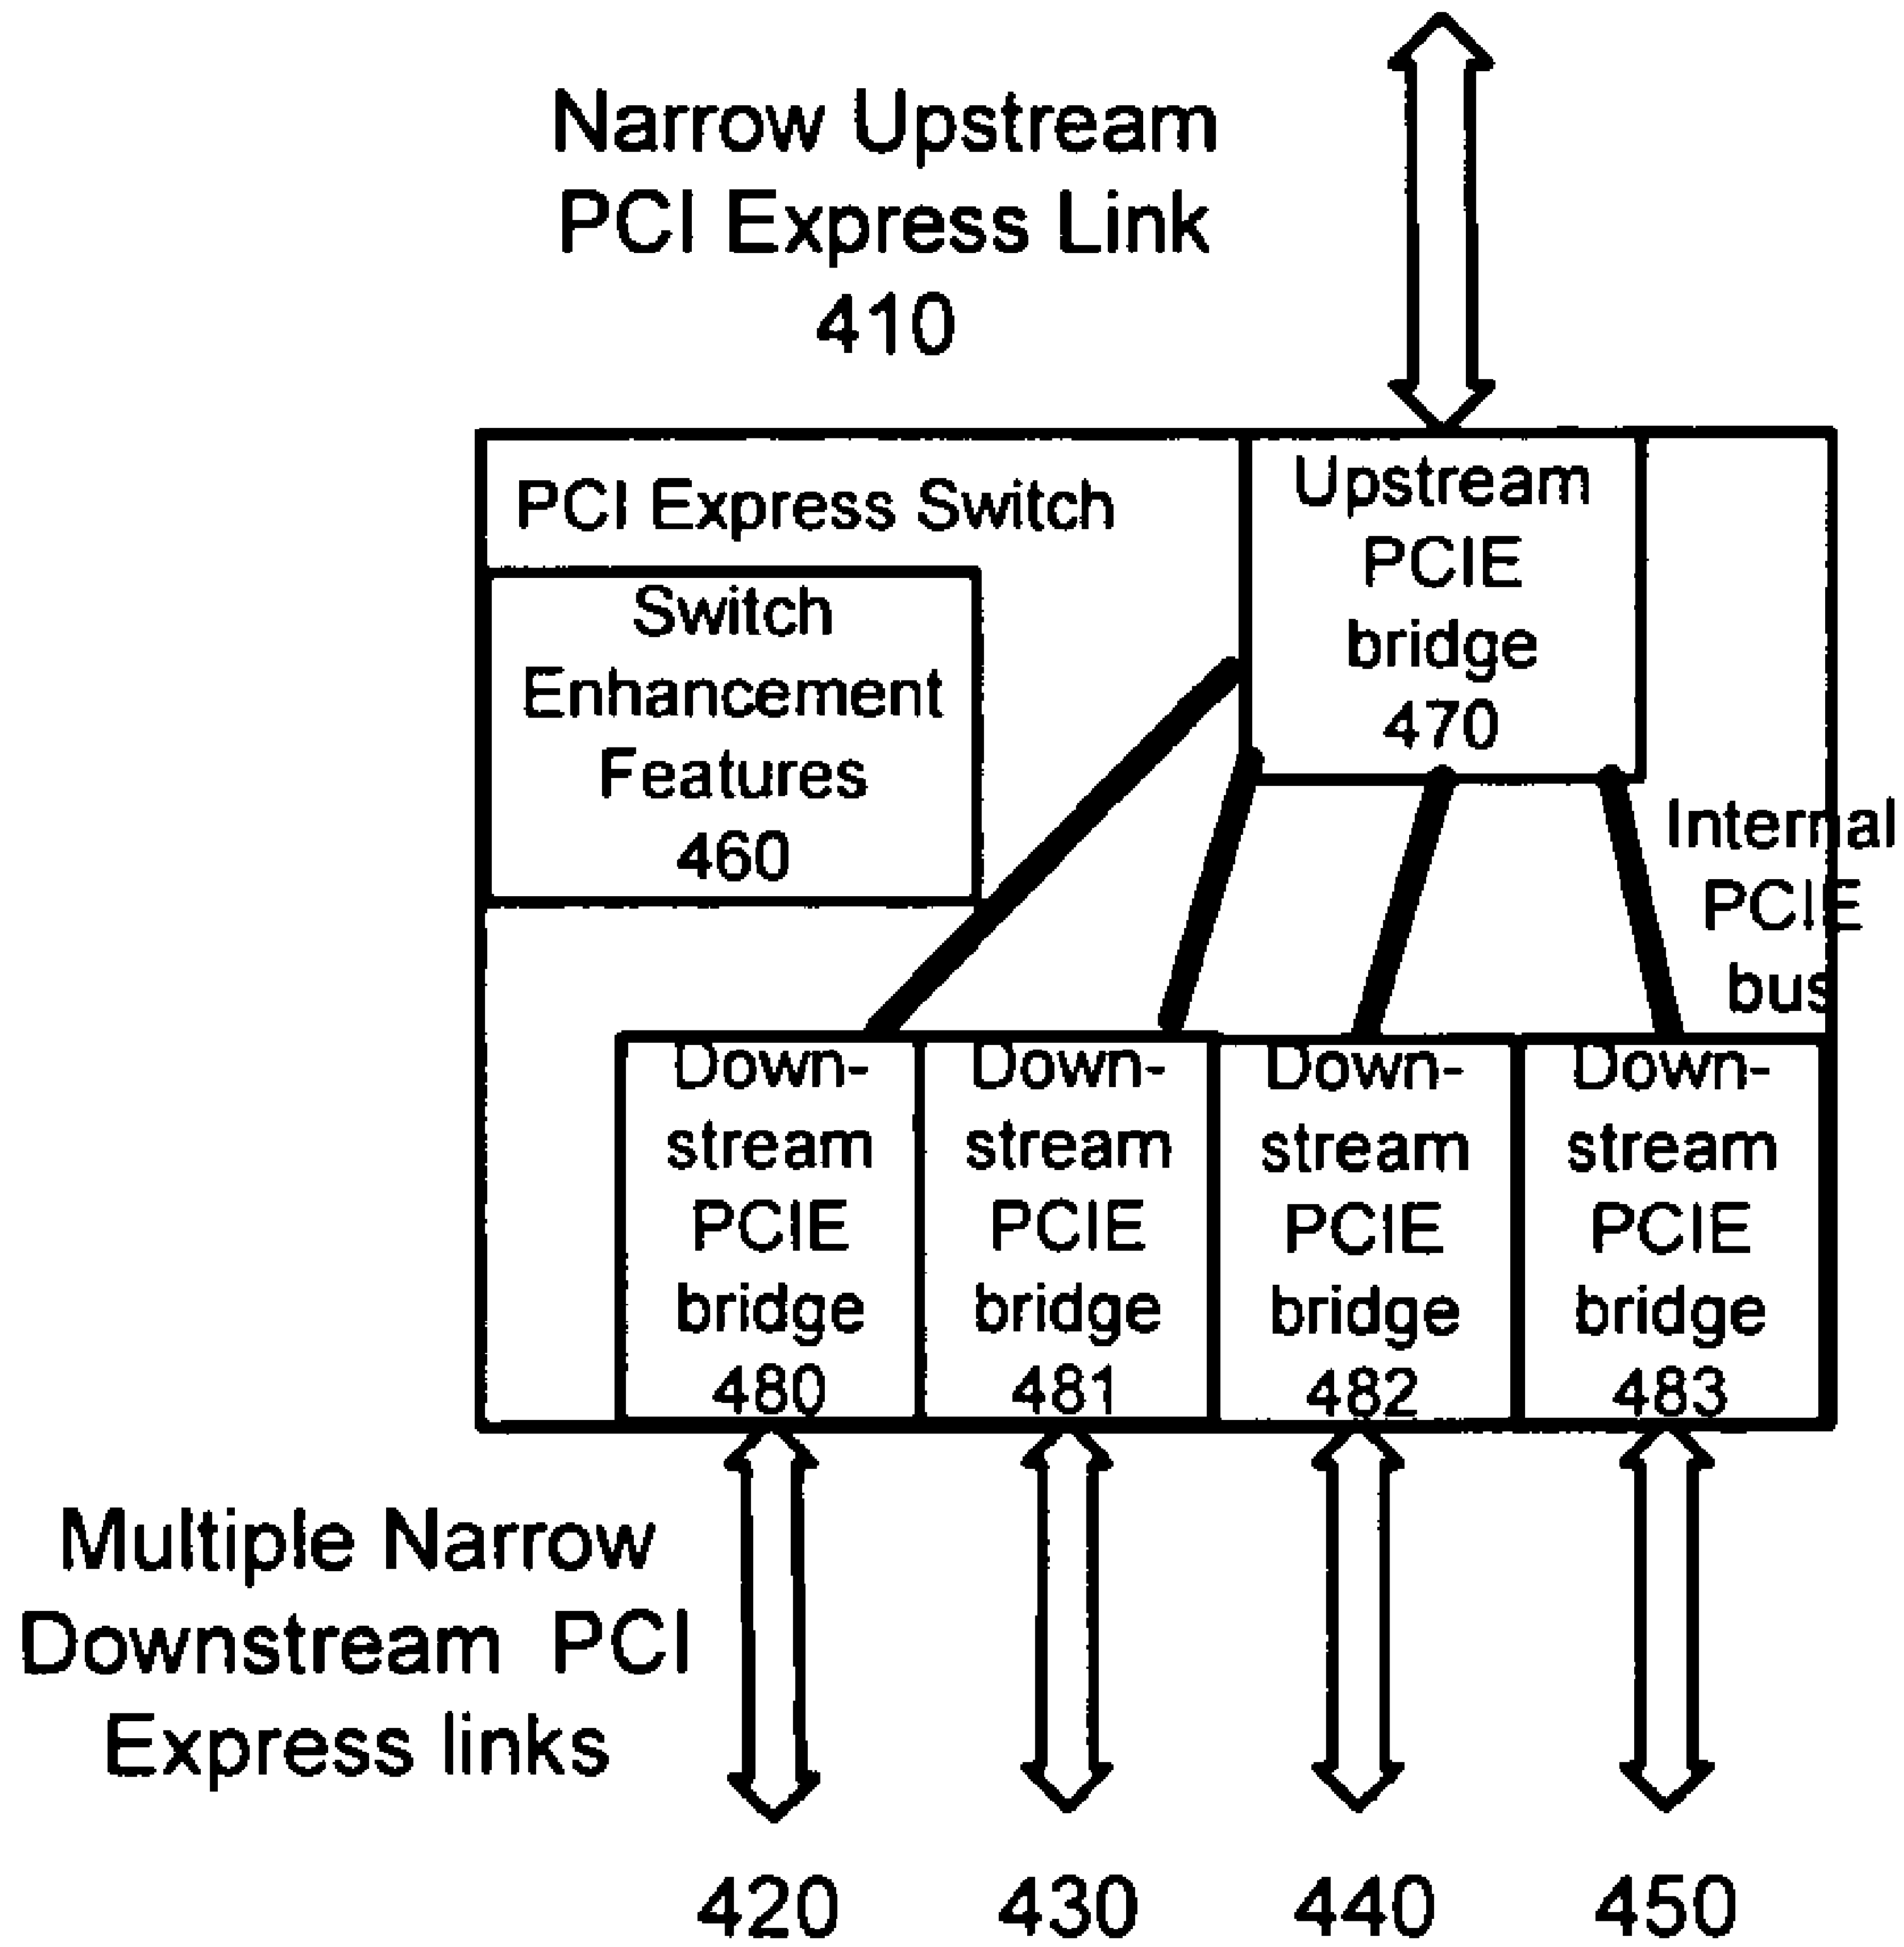 Narrow Upstream
PCI Express Link
410
PCI Express Switch
Upstream
PCIE
bridge
470
Switch
Enhancement
Features
460
Internal
PCIE
bus
Down-
stream
PCIE
bridge
480
Down-
stream
PCIE
bridge
481
Down-
stream
PCIE
bridge
482
Down-
stream
PCIE
bridge
483
Multiple Narrow
Downstream PCI
Express links
420
430
440
450